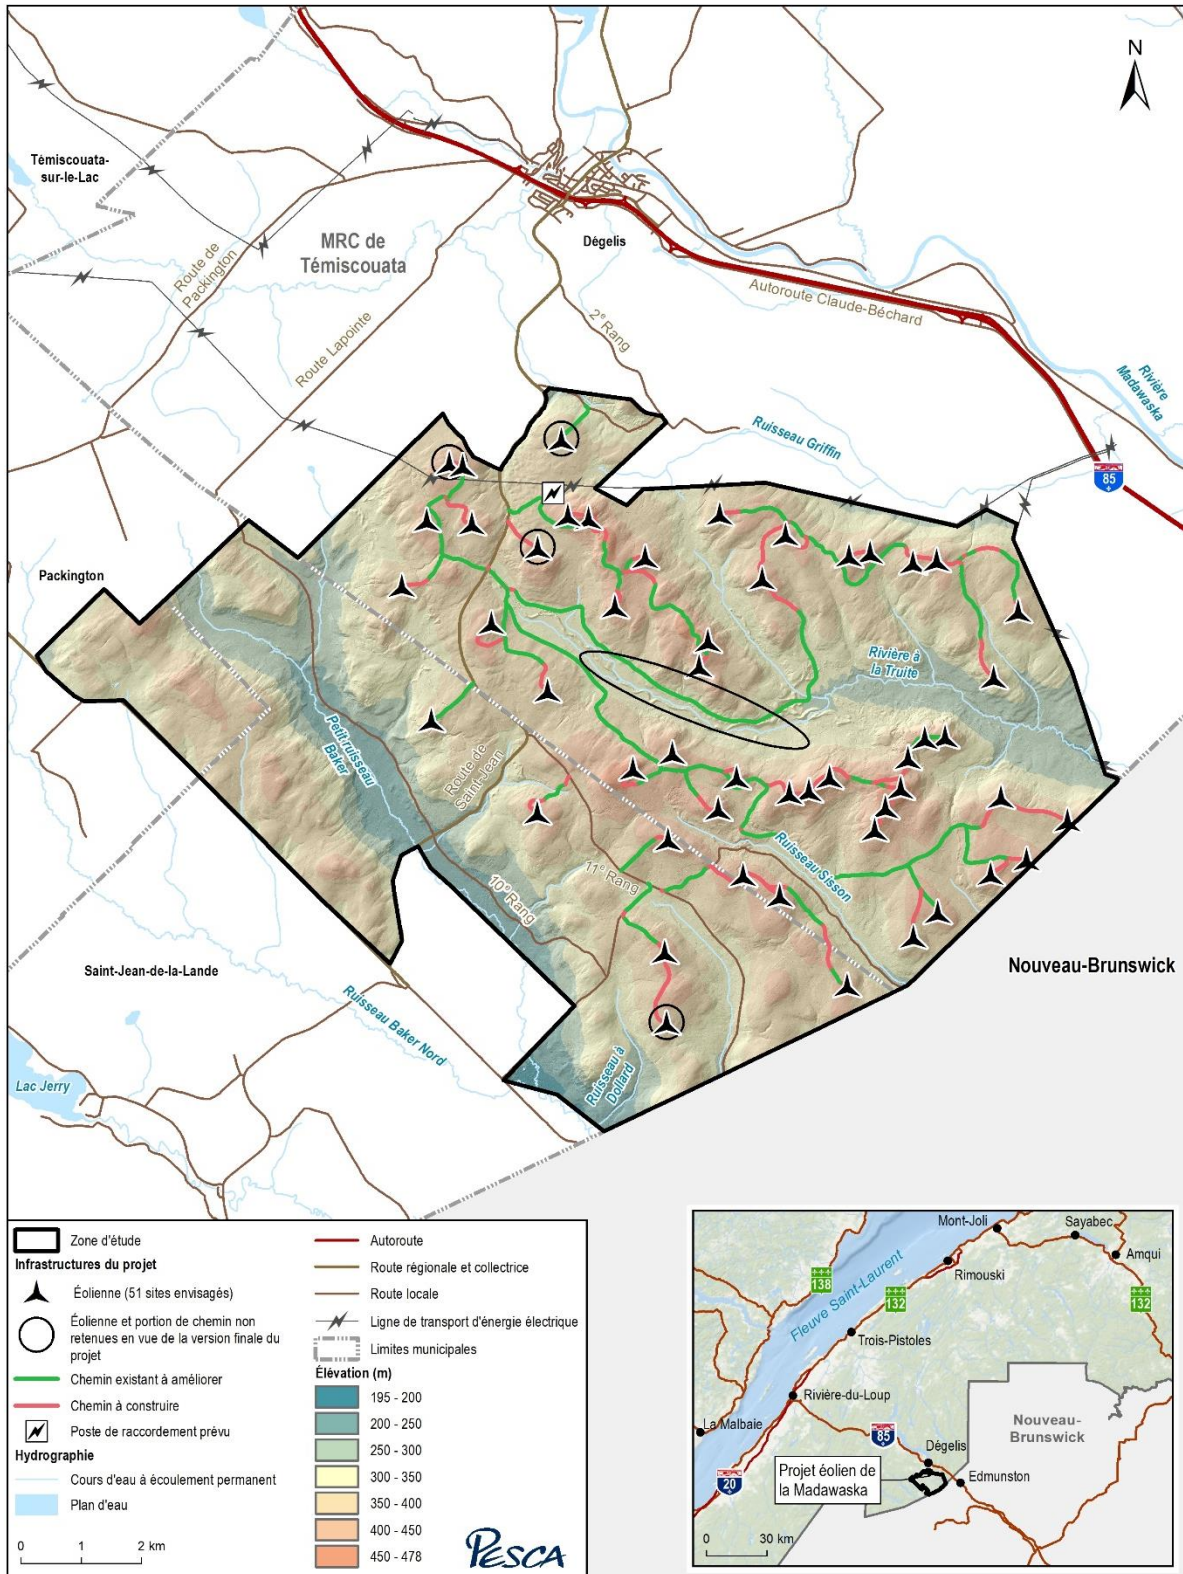 N
Témiscouata-
sur-le-Lac
MRC de
Témiscouata
Dégelis
Route de
Packington
Route Lapointe
2e Rang
Autoroute Claude-Béchard
Rivière
Madawaska
Ruisseau Griffin
85
Packington
Rivière à
la Truite
Petit ruisseau
Baker
Route de
Saint-Jean
10e Rang
11e Rang
Ruisseau Sisson
Saint-Jean-de-la-Lande
Nouveau-Brunswick
Ruisseau Baker Nord
Ruisseau à
Dollard
Lac Jerry
Zone d'étude
Infrastructures du projet
Éolienne (51 sites envisagés)
Éolienne et portion de chemin non
retenues en vue de la version finale du
projet
Chemin existant à améliorer
Chemin à construire
Poste de raccordement prévu
Hydrographie
Cours d'eau à écoulement permanent
Plan d'eau
0 1 2 km
Autoroute
Route régionale et collectrice
Route locale
Ligne de transport d'énergie électrique
Limites municipales
Élévation (m)
195 - 200
200 - 250
250 - 300
300 - 350
350 - 400
400 - 450
450 - 478
PESCA
Mont-Joli
Sayabec
Amqui
Rimouski
138
132
132
Fleuve Saint-Laurent
Trois-Pistoles
Rivière-du-Loup
La Malbaie
Nouveau-
Brunswick
85
Dégelis
20
Projet éolien de
la Madawaska
Edmunston
0 30 km